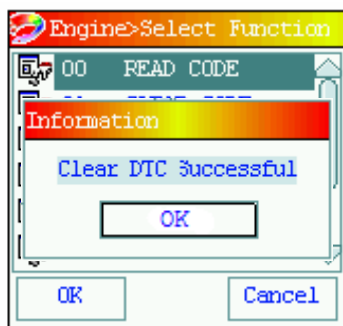 Engine>Select Function
00 READ CODE
Information
Clear DTC Successful
OK
OK Cancel